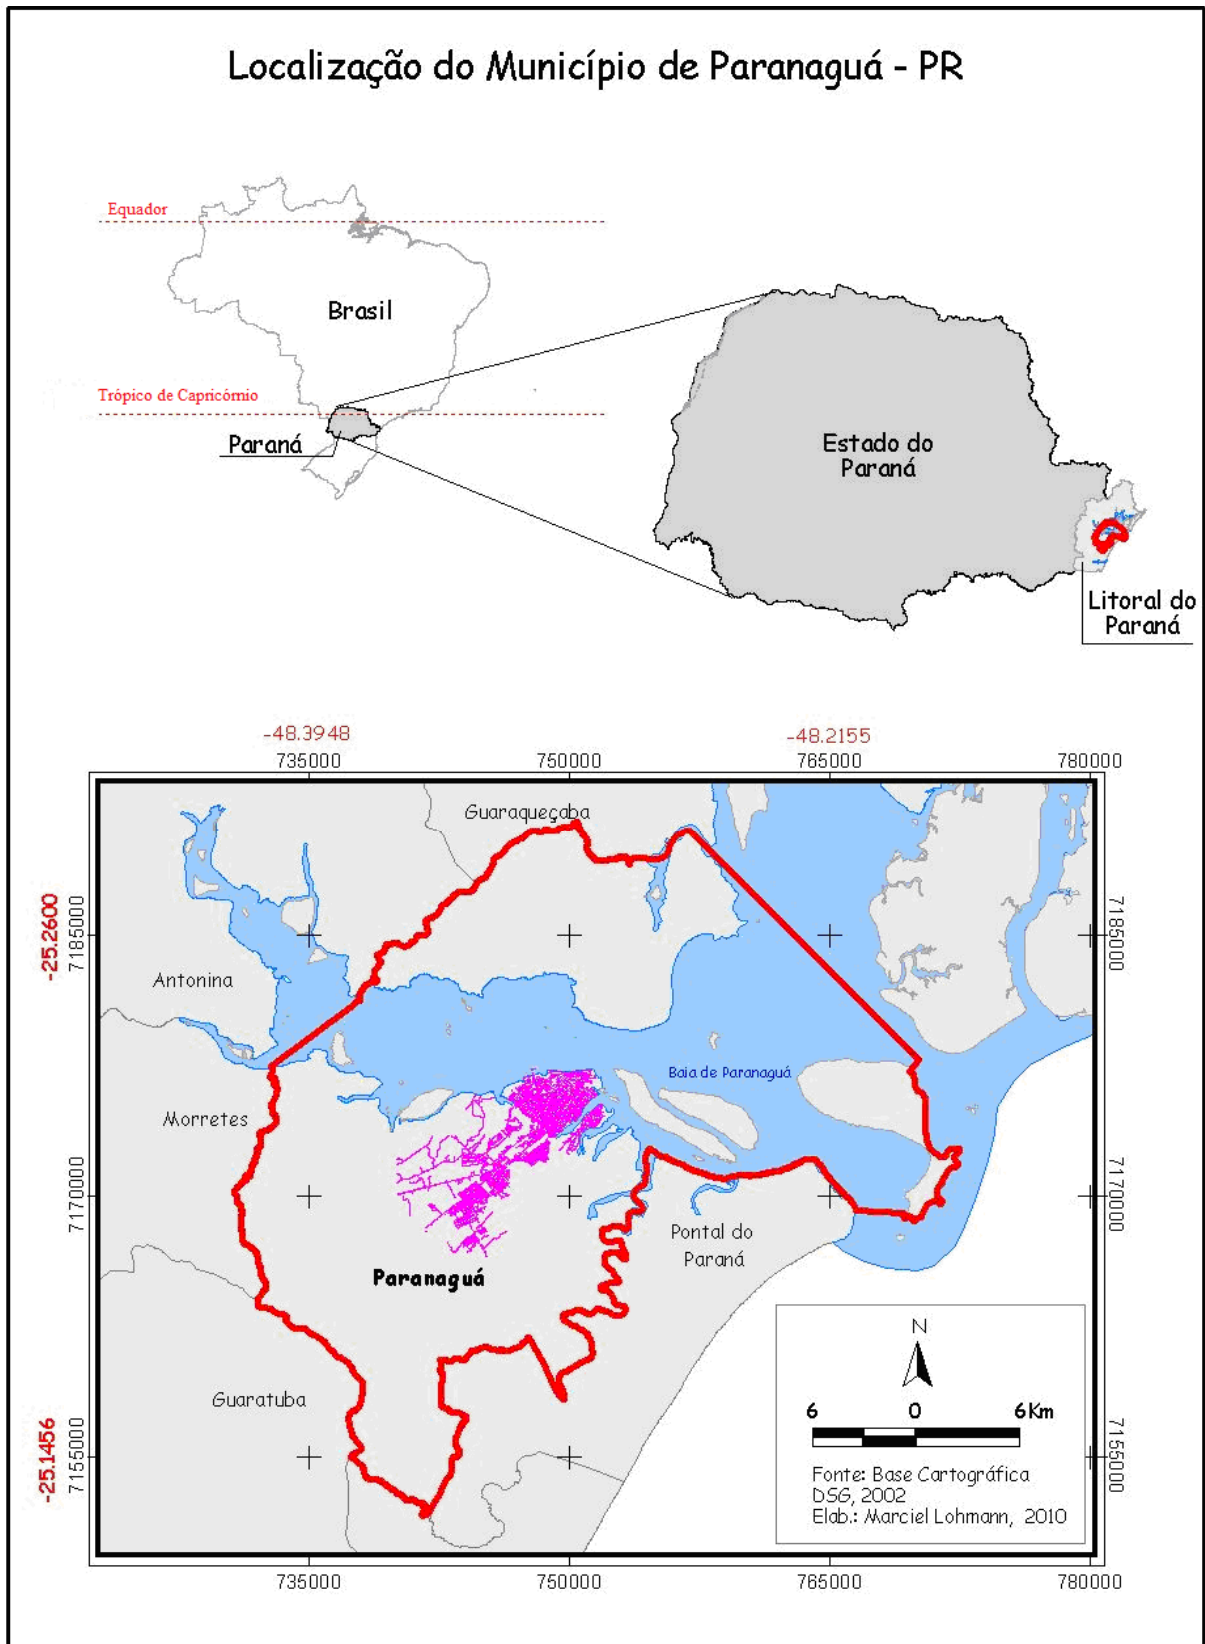 Localização do Município de Paranaguá - PR
Equador
Brasil
Trópico de Capricórnio
Paraná
Estado do
Paraná
Litoral do
Paraná
-48.3948
-48.2155
735000
750000
765000
780000
Guaraqueçaba
-25.2600
7185000
7185000
Antonina
Baia de Paranaguá
Morretes
7170000
7170000
Pontal do
Paraná
Paranaguá
N
Guaratuba
6
0
6Km
-25.1456
7155000
7155000
Fonte: Base Cartográfica
DSG, 2002
Elab.: Marciel Lohmann, 2010
735000
750000
765000
780000